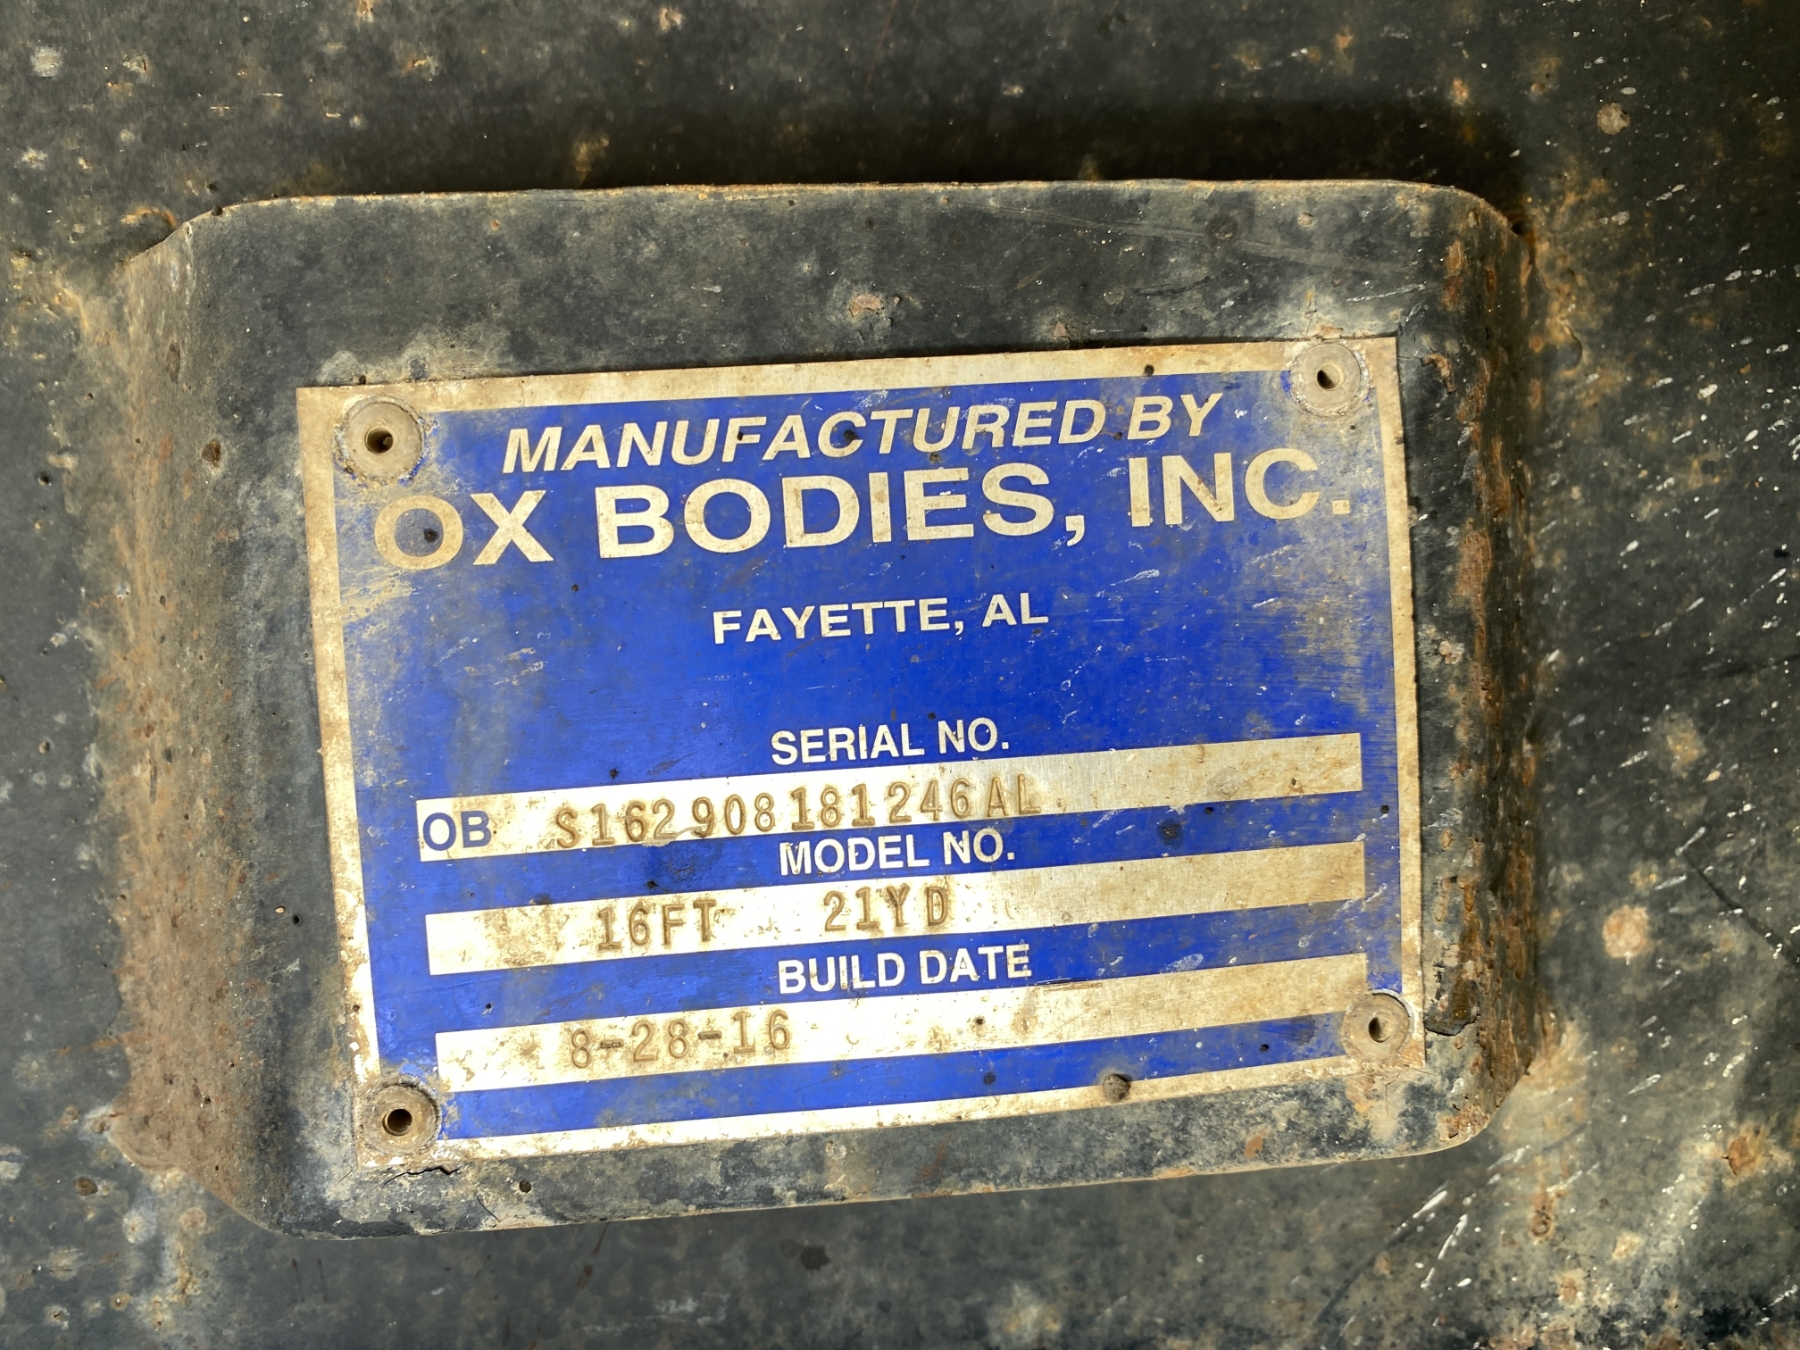 MANUFACTURED BY
OX BODIES, INC.
FAYETTE, AL
SERIAL NO.
OB S162908181246AL
MODEL NO.
16FT 21YD
BUILD DATE
8-28-16